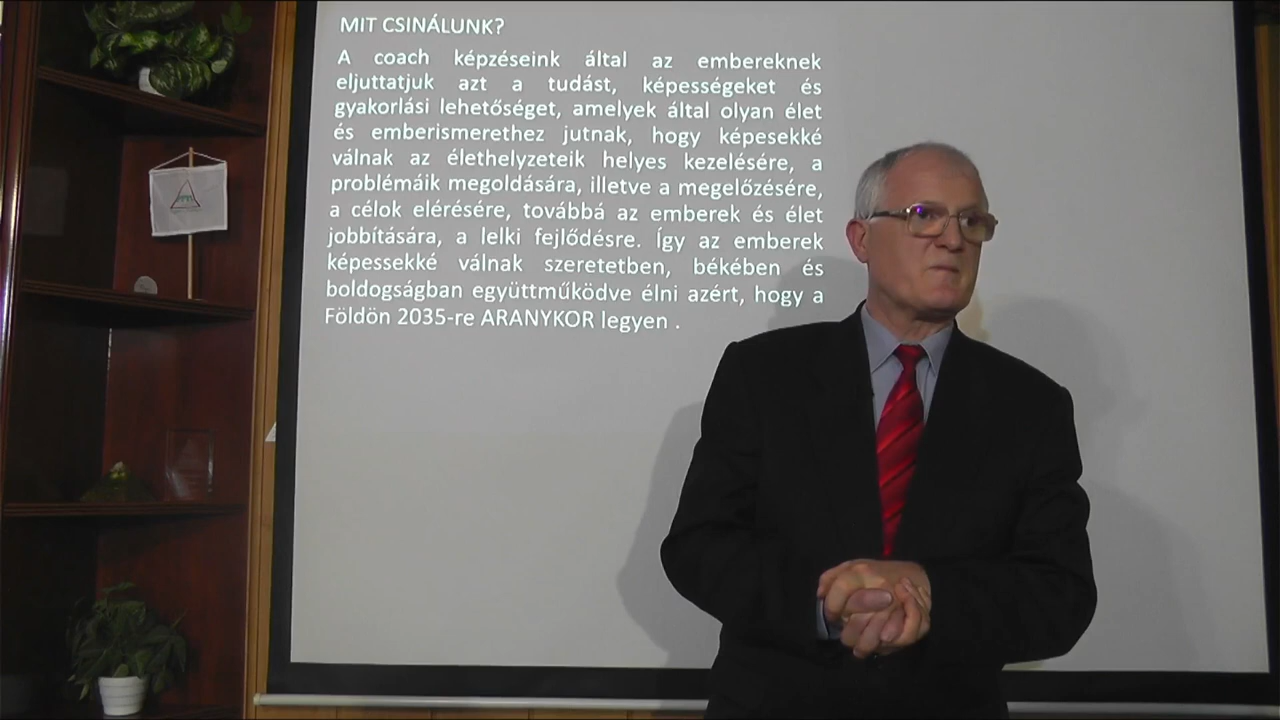 MIT CSINÁLUNK?
A coach képzéseink által az embereknek
eljuttatjuk azt a tudást, képességeket és
gyakorlási lehetőséget, amelyek által olyan élet
és emberismerethez jutnak, hogy képesekké
válnak az élethelyzeteik helyes kezelésére, a
problémáik megoldására, illetve a megelőzésére,
a célok elérésére, továbbá az emberek és élet
jobbítására, a lelki fejlődésre. Így az emberek
képessekké válnak szeretetben, békében és
boldogságban együttműködve élni azért, hogy a
Földön 2035-re ARANYKOR legyen .